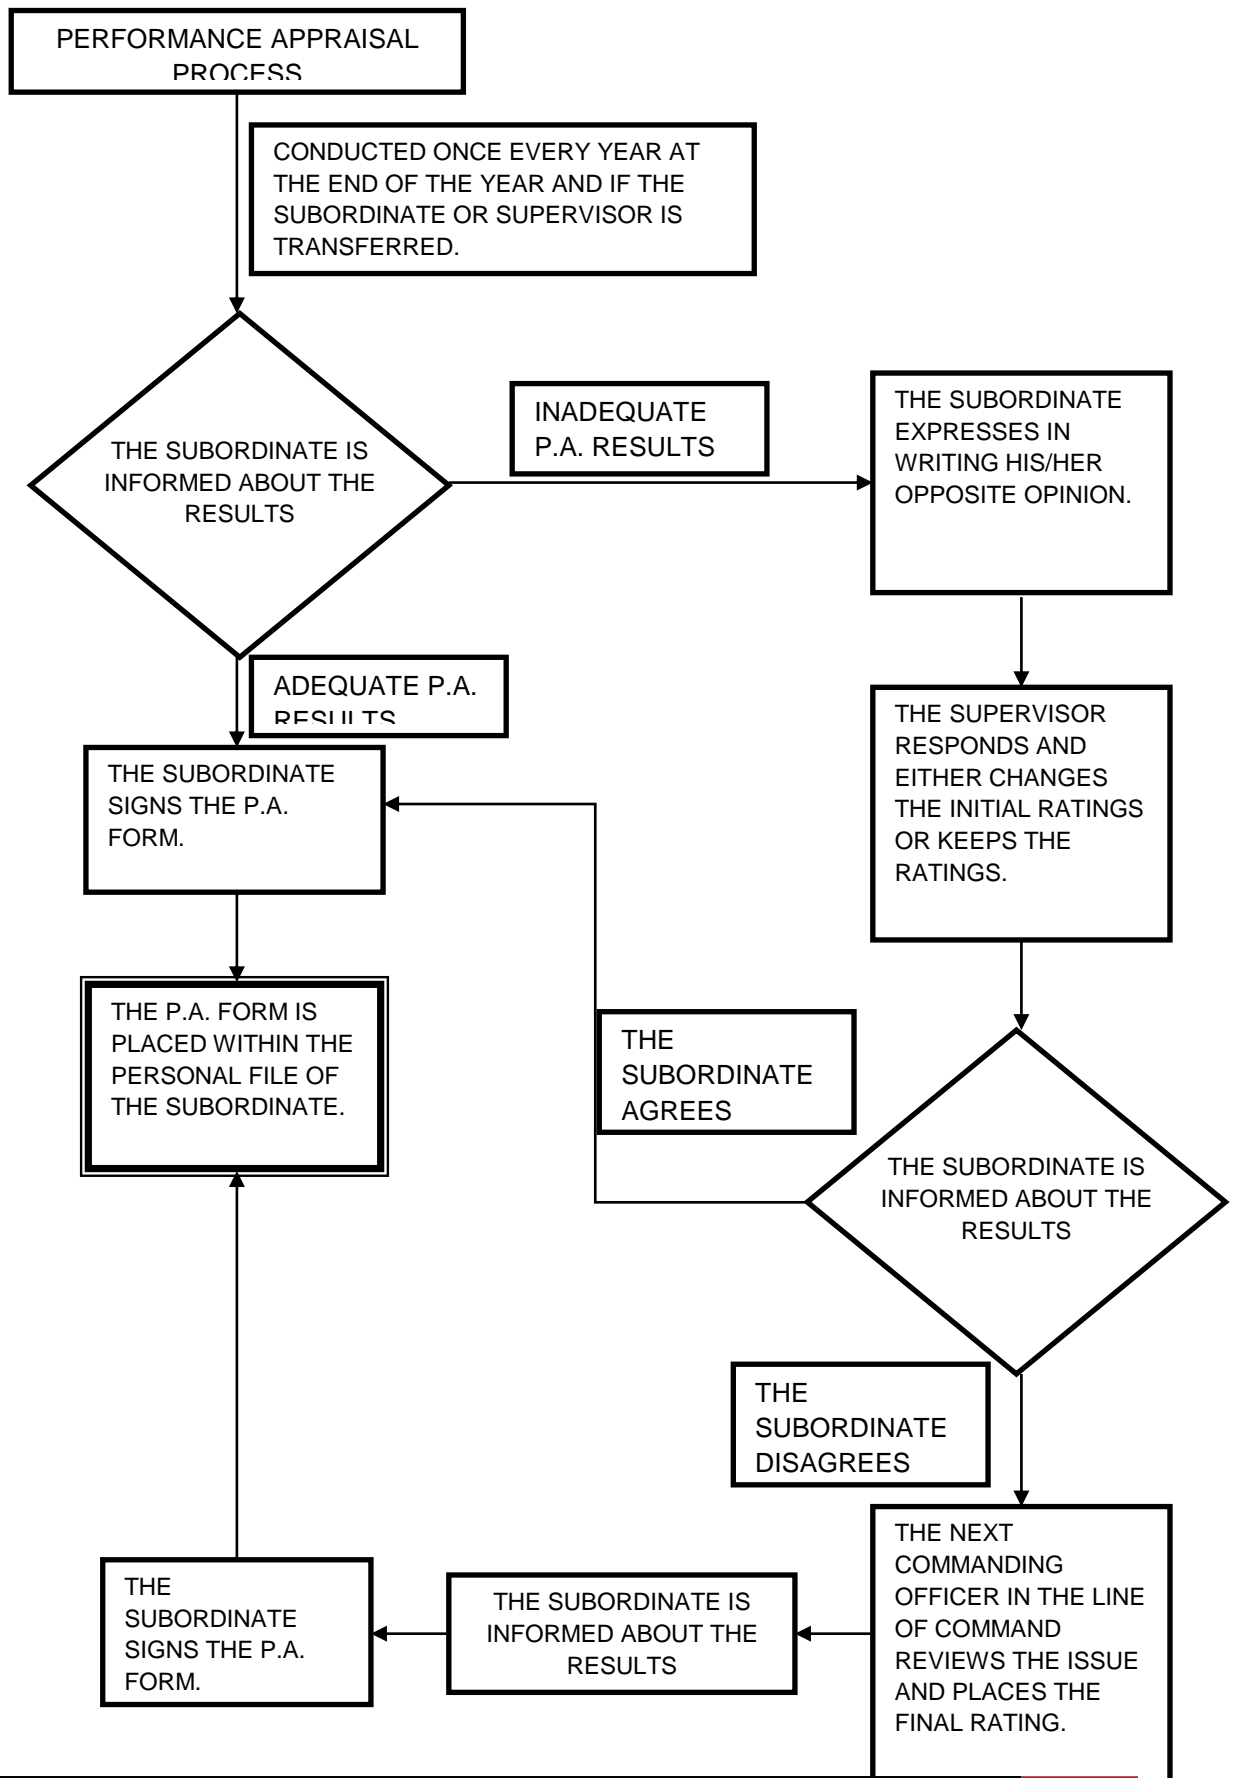 PERFORMANCE APPRAISAL
PROCESS
CONDUCTED ONCE EVERY YEAR AT
THE END OF THE YEAR AND IF THE
SUBORDINATE OR SUPERVISOR IS
TRANSFERRED.
THE SUBORDINATE IS
INFORMED ABOUT THE
RESULTS
INADEQUATE
P.A. RESULTS
THE SUBORDINATE
EXPRESSES IN
WRITING HIS/HER
OPPOSITE OPINION.
ADEQUATE P.A.
RESULTS
THE SUBORDINATE
SIGNS THE P.A.
FORM.
THE SUPERVISOR
RESPONDS AND
EITHER CHANGES
THE INITIAL RATINGS
OR KEEPS THE
RATINGS.
THE P.A. FORM IS
PLACED WITHIN THE
PERSONAL FILE OF
THE SUBORDINATE.
THE
SUBORDINATE
AGREES
THE SUBORDINATE IS
INFORMED ABOUT THE
RESULTS
THE
SUBORDINATE
DISAGREES
THE NEXT
COMMANDING
OFFICER IN THE LINE
OF COMMAND
REVIEWS THE ISSUE
AND PLACES THE
FINAL RATING.
THE SUBORDINATE IS
INFORMED ABOUT THE
RESULTS
THE
SUBORDINATE
SIGNS THE P.A.
FORM.